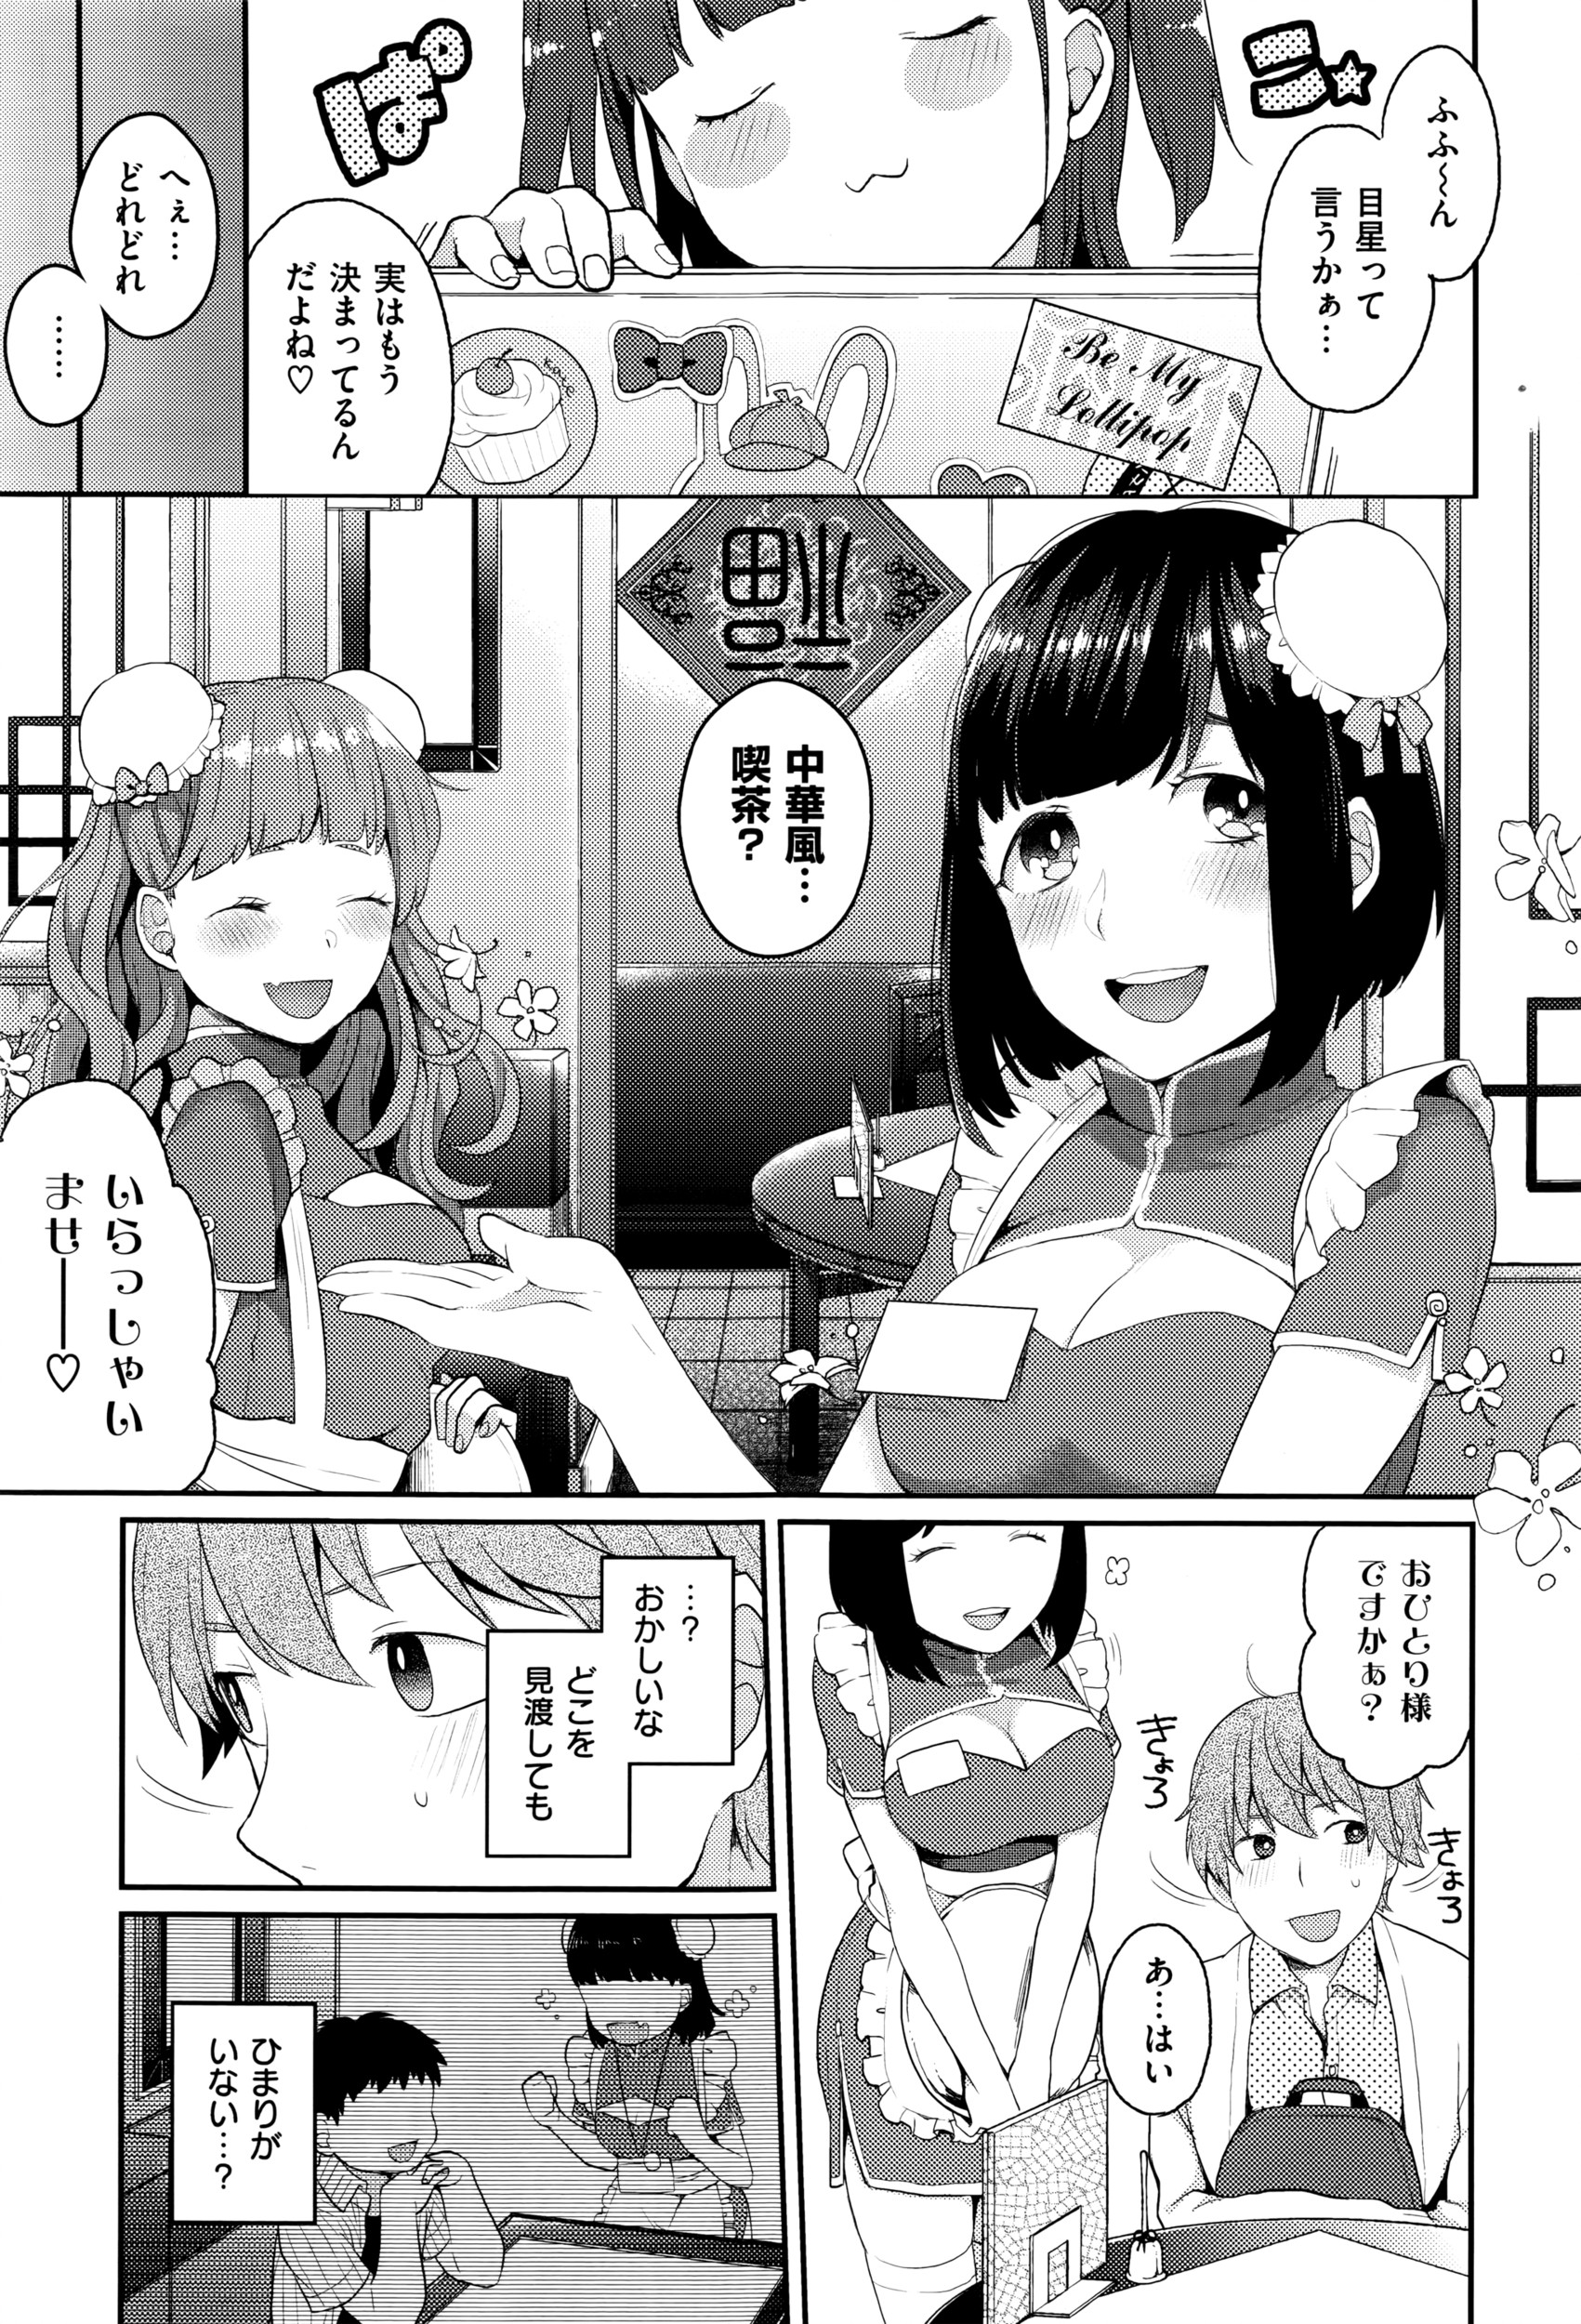 ふふ〜ん
目星って
言うかぁ…
ジャ☆
ぱ
実はもう
決まってるん
だよね♡
Be My
Lollipop
Kase
へぇ…
どれどれ
……
福
中華風…
喫茶?
いらっしゃい
ませ――♡
おひとり様
ですかぁ?
きょろ
きょろ
あ…はい
…?
おかしいな
どこを
見渡しても
ひまりが
いない…?